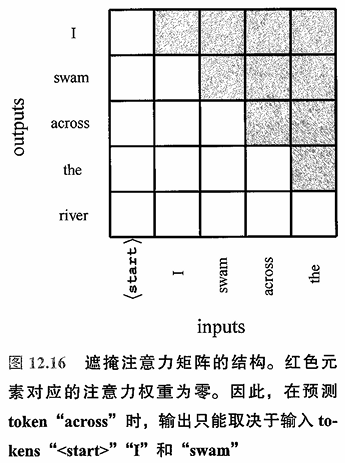 I
swam
across
the
river
outputs
⟨start⟩
I
swam
across
the
inputs
图 12.16 遮掩注意力矩阵的结构。红色元
素对应的注意力权重为零。因此，在预测
token “across” 时，输出只能取决于输入 to-
kens “<start>” “I” 和 “swam”